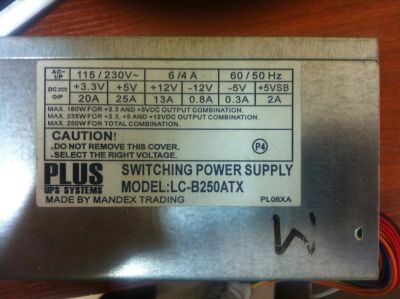 AC~ I/P 115 / 230V~ 6 /4 A 60 / 50 Hz
DC⎓ O/P +3.3V +5V +12V -12V -5V +5VSB
20A 25A 13A 0.8A 0.3A 2A
MAX. 160W FOR +3.3 AND +5VDC OUTPUT COMBINATION.
MAX. 235W FOR +3.3, +5 AND +12VDC OUTPUT COMBINATION.
MAX. 250W FOR TOTAL COMBINATION.
CAUTION!
.DO NOT REMOVE THIS COVER.
.SELECT THE RIGHT VOLTAGE.
P4
PLUS
UPS SYSTEMS
SWITCHING POWER SUPPLY
MODEL:LC-B250ATX
MADE BY MANDEX TRADING
PL06XA